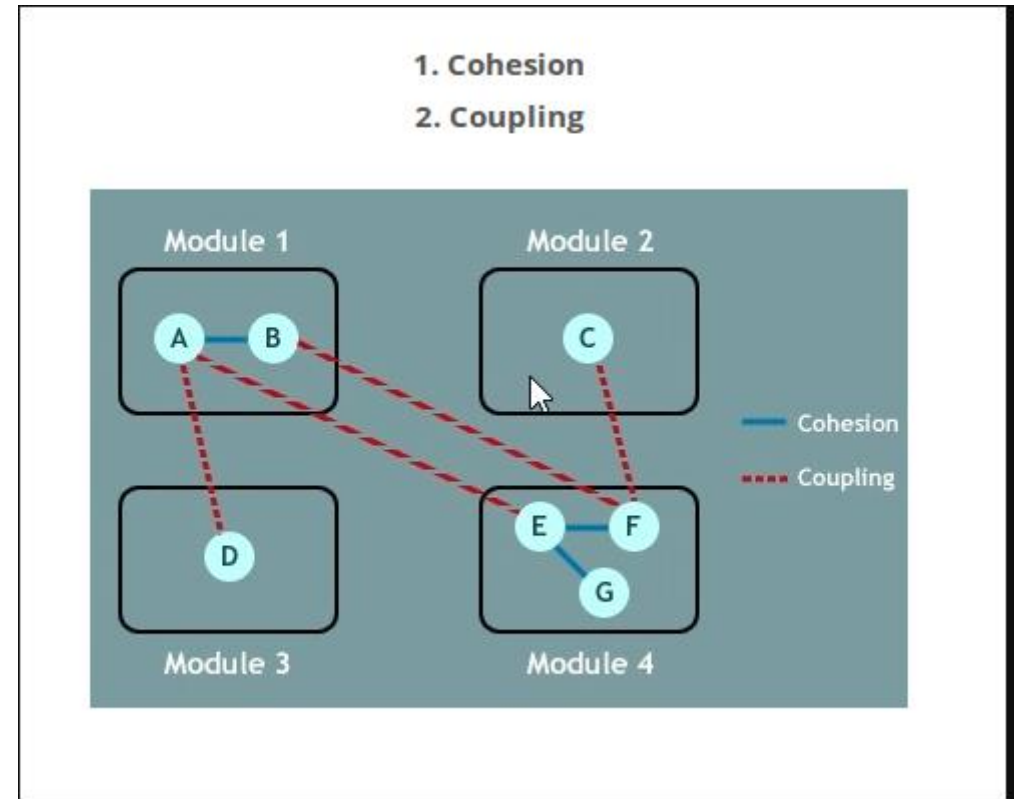 1. Cohesion
2. Coupling
Module 1
Module 2
A
B
C
Cohesion
Coupling
D
E
F
G
Module 3
Module 4